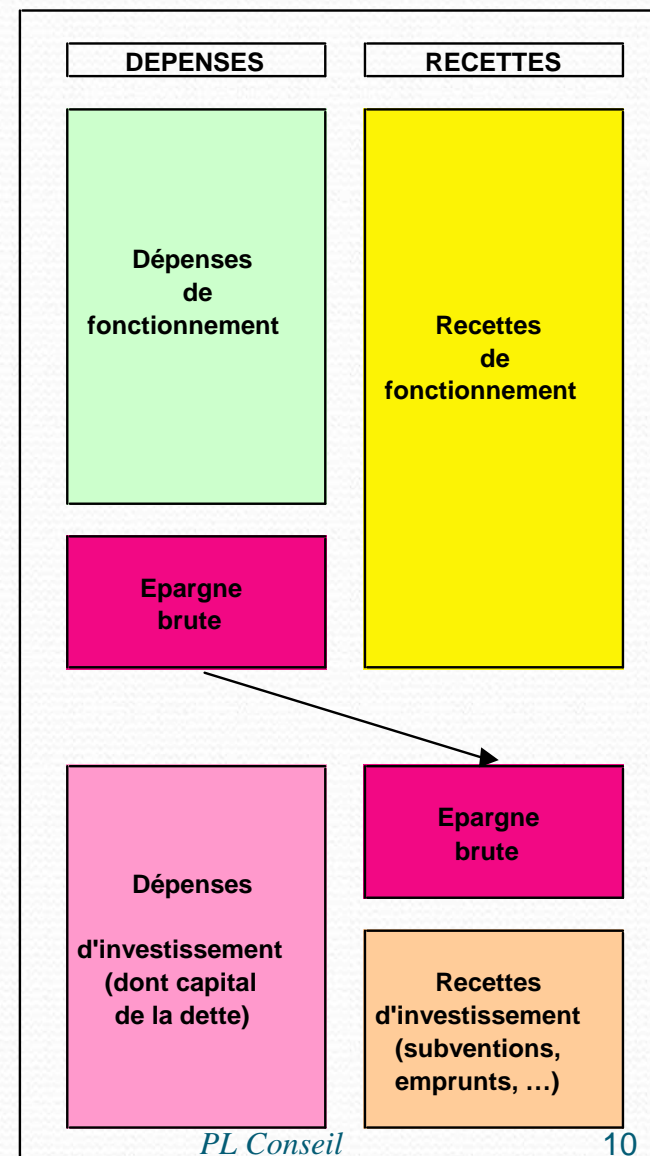 DEPENSES
RECETTES
Dépenses
de
fonctionnement
Recettes
de
fonctionnement
Epargne
brute
Epargne
brute
Dépenses
d'investissement
(dont capital
de la dette)
Recettes
d'investissement
(subventions,
emprunts, …)
PL Conseil
10